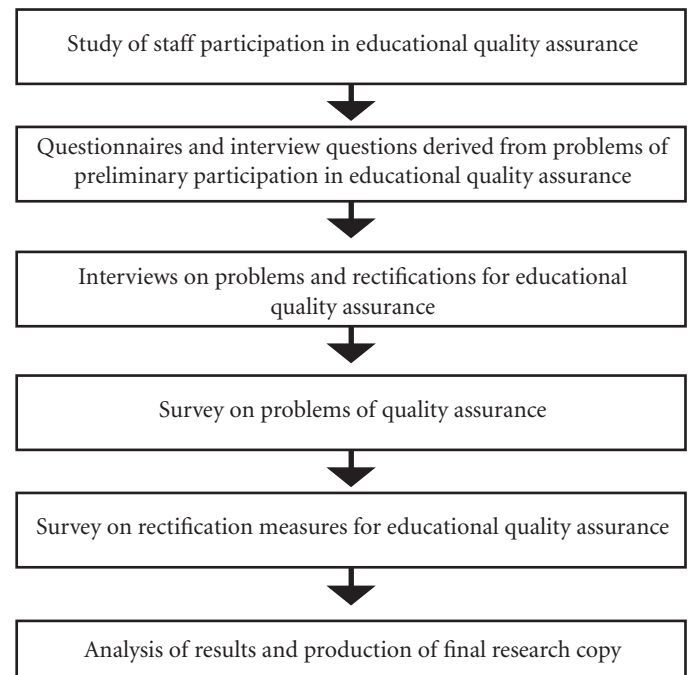 Study of staff participation in educational quality assurance
Questionnaires and interview questions derived from problems of
preliminary participation in educational quality assurance
Interviews on problems and rectifications for educational
quality assurance
Survey on problems of quality assurance
Survey on rectification measures for educational quality assurance
Analysis of results and production of final research copy